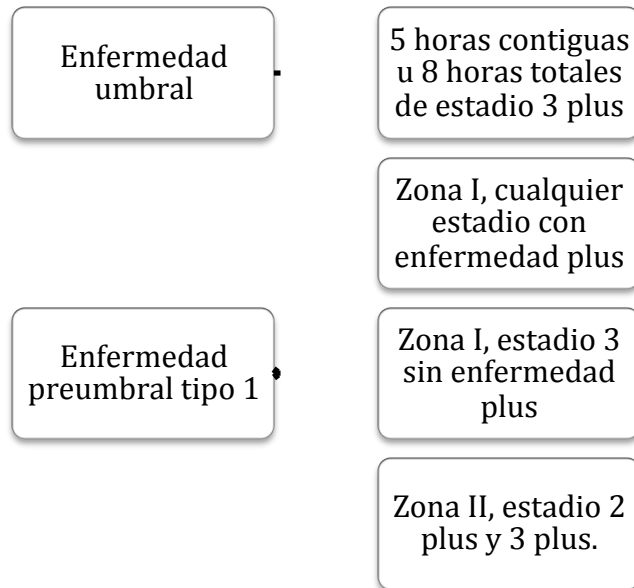 Enfermedad
umbral
5 horas contiguas
u 8 horas totales
de estadio 3 plus
Zona I, cualquier
estadio con
enfermedad plus
Enfermedad
preumbral tipo 1
Zona I, estadio 3
sin enfermedad
plus
Zona II, estadio 2
plus y 3 plus.